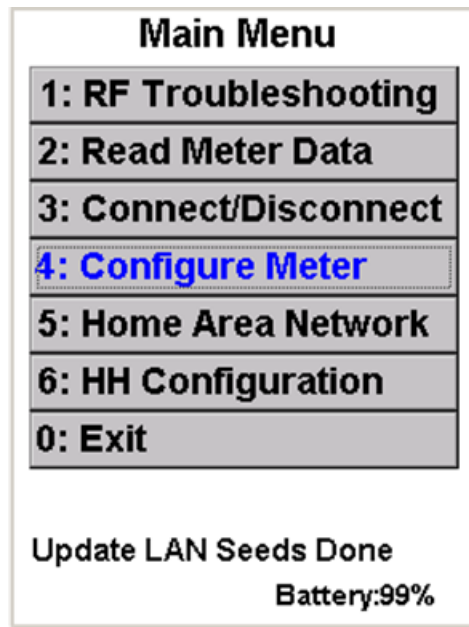 Main Menu
1: RF Troubleshooting
2: Read Meter Data
3: Connect/Disconnect
4: Configure Meter
5: Home Area Network
6: HH Configuration
0: Exit
Update LAN Seeds Done
Battery:99%